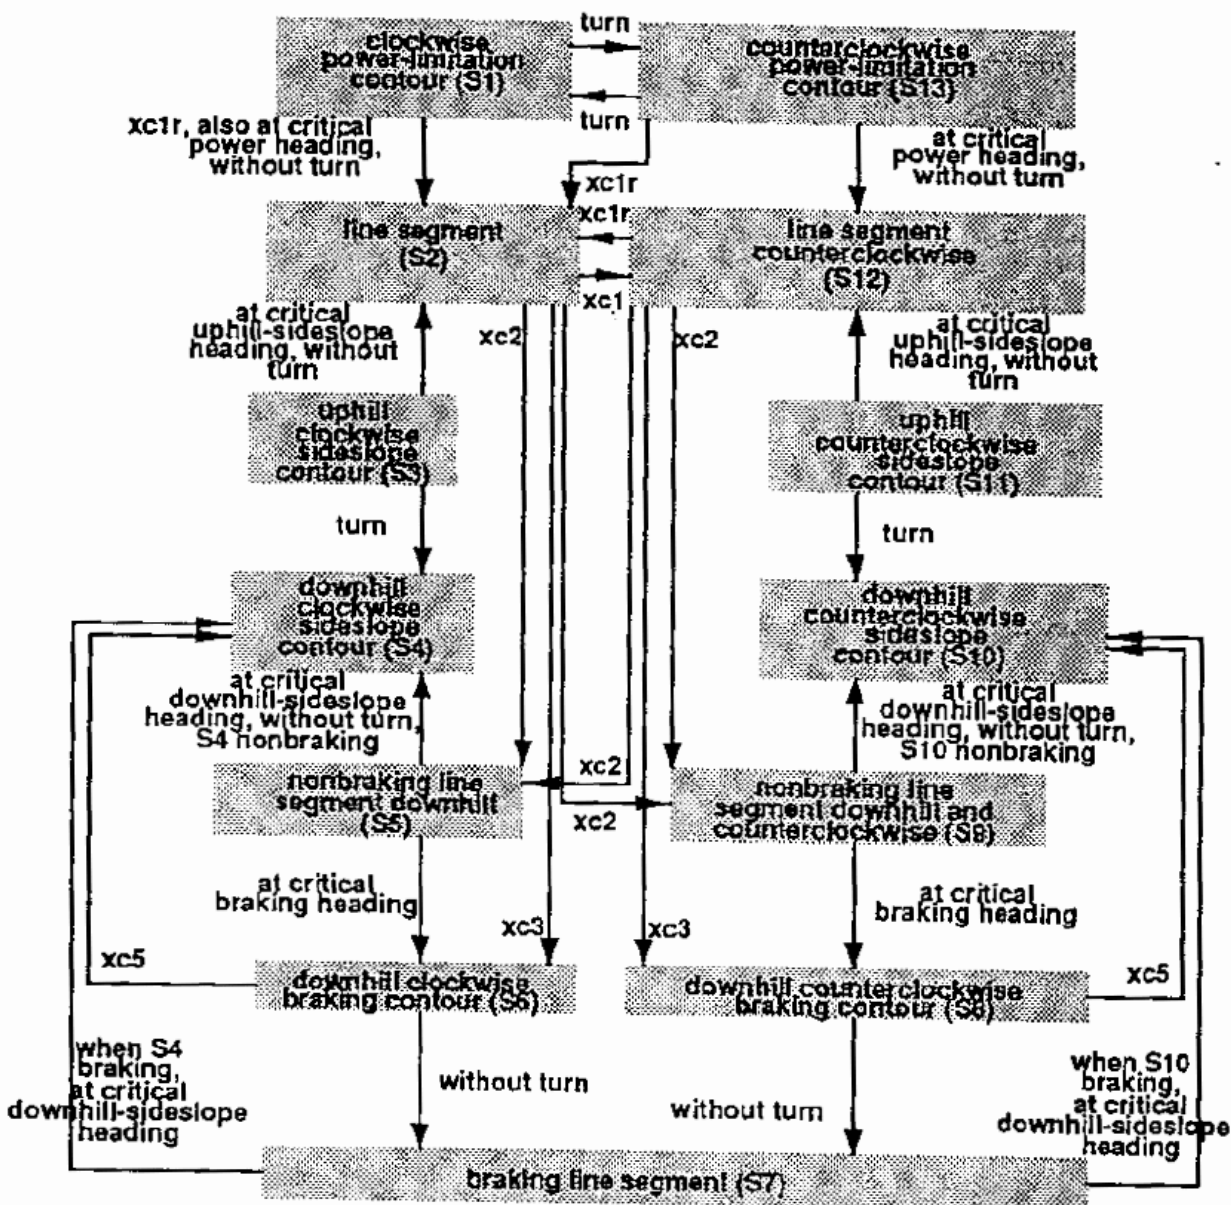 turn
clockwise
power-limitation
contour (S1)
counterclockwise
power-limitation
contour (S13)
turn
xc1r, also at critical
power heading,
without turn
at critical
power heading,
without turn
xc1r
xc1r
line segment
(S2)
line segment
counterclockwise
(S12)
xc1
at critical
uphill-sideslope
heading, without
turn
xc2
xc2
at critical
uphill-sideslope
heading, without
turn
uphill
clockwise
sideslope
contour (S3)
uphill
counterclockwise
sideslope
contour (S11)
turn
turn
downhill
clockwise
sideslope
contour (S4)
downhill
counterclockwise
sideslope
contour (S10)
at critical
downhill-sideslope
heading, without turn,
S4 nonbraking
at critical
downhill-sideslope
heading, without turn,
S10 nonbraking
xc2
nonbraking line
segment downhill
(S5)
nonbraking line
segment downhill and
counterclockwise (S9)
xc2
at critical
braking heading
at critical
braking heading
xc3
xc3
xc5
xc5
downhill clockwise
braking contour (S6)
downhill counterclockwise
braking contour (S8)
when S4
braking,
at critical
downhill-sideslope
heading
without turn
without turn
when S10
braking,
at critical
downhill-sideslope
heading
braking line segment (S7)